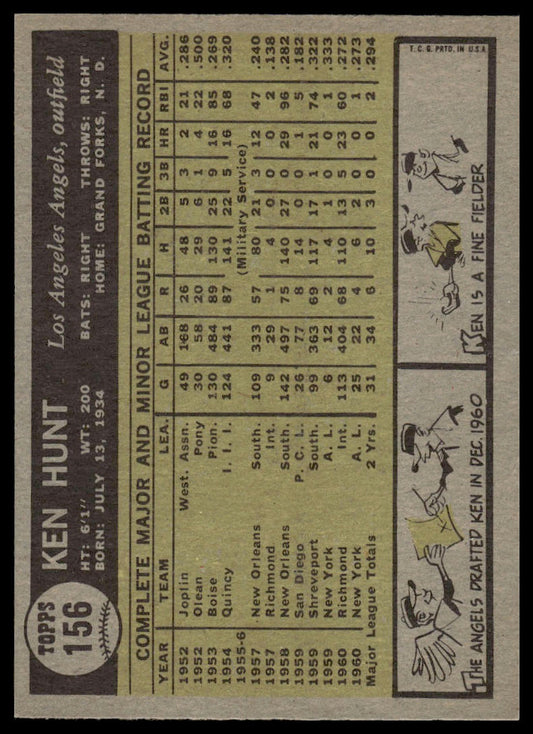 TOPPS
156
KEN HUNT
Los Angeles Angels, outfield
HT: 6'1" WT: 200 BATS: RIGHT THROWS: RIGHT
BORN: JULY 13, 1934 HOME: GRAND FORKS, N. D.
COMPLETE MAJOR AND MINOR LEAGUE BATTING RECORD
YEAR TEAM LEA. G AB R H 2B 3B HR RBI AVG.
1952 Joplin West. Assn. 49 168 26 48 5 3 2 21 .286
1952 Olean Pony 30 58 20 29 6 1 4 22 .500
1953 Boise Pion. 130 484 89 130 9 9 16 85 .269
1954 Quincy I. I. I. 124 441 87 141 22 5 16 68 .320
1955-6 (Military Service)
1957 New Orleans South. 109 333 57 80 21 3 12 47 .240
1957 Richmond Int. 9 29 1 4 0 0 0 2 .138
1958 New Orleans South. 142 497 75 140 27 0 29 96 .282
1959 San Diego P. C. L. 26 77 8 14 0 0 1 5 .182
1959 Shreveport South. 99 363 69 117 17 1 21 74 .322
1959 New York A. L. 6 12 2 4 1 0 0 1 .333
1960 Richmond Int. 113 404 68 110 13 5 23 60 .272
1960 New York A. L. 25 22 4 6 2 0 0 1 .273
Major League Totals 2 Yrs. 31 34 6 10 3 0 0 2 .294
THE ANGELS DRAFTED KEN IN DEC. 1960
KEN IS A FINE FIELDER
T. C. G. PRTD. IN U.S.A